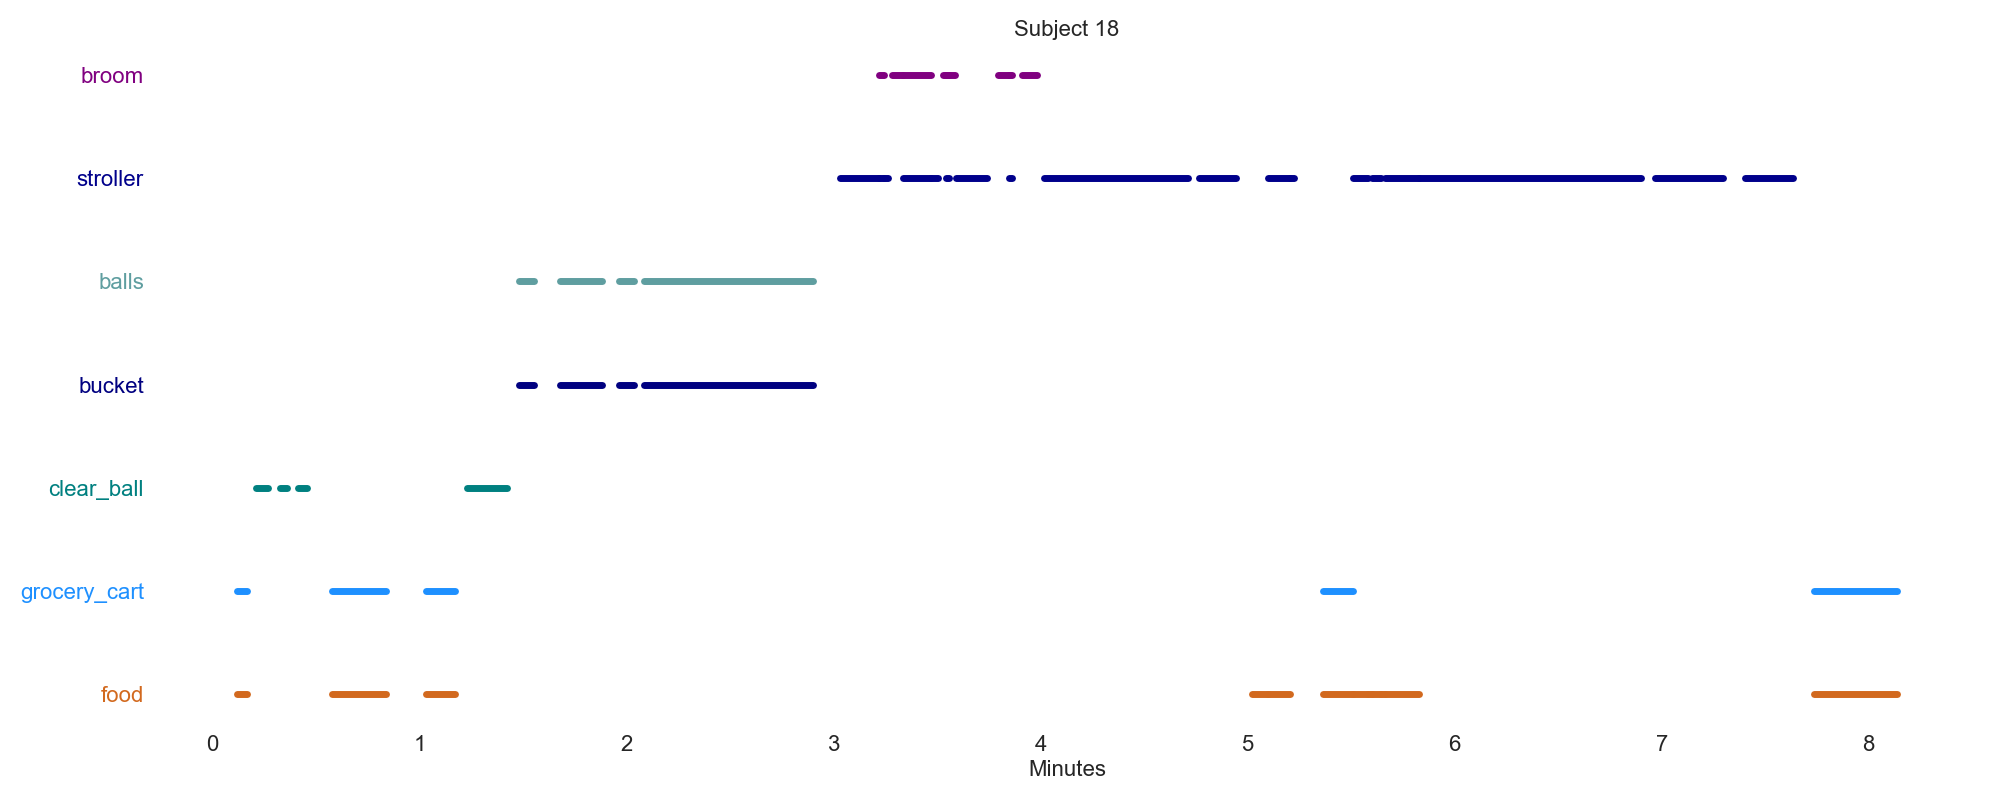 Subject 18
broom
stroller
balls
bucket
clear_ball
grocery_cart
food
0 1 2 3 4 5 6 7 8
Minutes